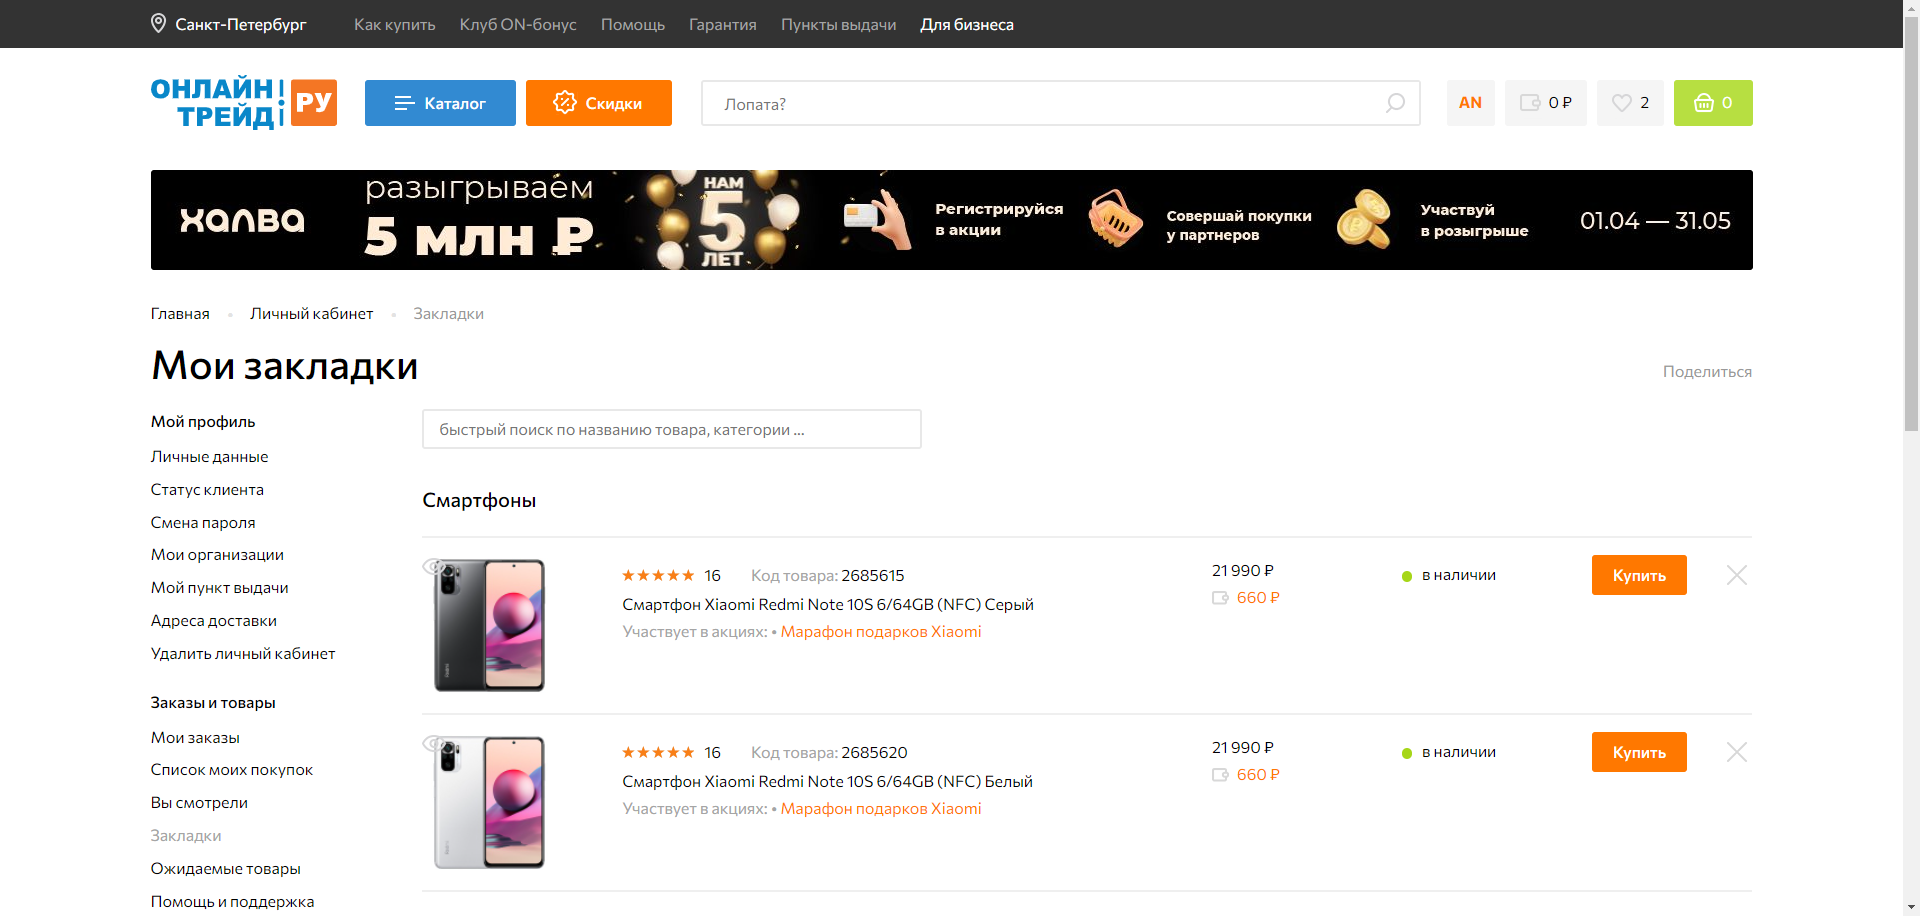 Санкт-Петербург Как купить Клуб ON-бонус Помощь Гарантия Пункты выдачи Для бизнеса
ОНЛАЙН ТРЕЙД РУ
Каталог Скидки Лопата? AN 0 ₽ 2 0
халва
разыгрываем
5 млн ₽
НАМ
5
ЛЕТ
Регистрируйся
в акции
Совершай покупки
у партнеров
Участвуй
в розыгрыше
01.04 — 31.05
Главная • Личный кабинет • Закладки
Мои закладки
Поделиться
Мой профиль
Личные данные
Статус клиента
Смена пароля
Мои организации
Мой пункт выдачи
Адреса доставки
Удалить личный кабинет
Заказы и товары
Мои заказы
Список моих покупок
Вы смотрели
Закладки
Ожидаемые товары
Помощь и поддержка
быстрый поиск по названию товара, категории ...
Смартфоны
16 Код товара: 2685615
Смартфон Xiaomi Redmi Note 10S 6/64GB (NFC) Серый
Участвует в акциях: • Марафон подарков Xiaomi
21 990 ₽
660 ₽
в наличии
Купить
16 Код товара: 2685620
Смартфон Xiaomi Redmi Note 10S 6/64GB (NFC) Белый
Участвует в акциях: • Марафон подарков Xiaomi
21 990 ₽
660 ₽
в наличии
Купить